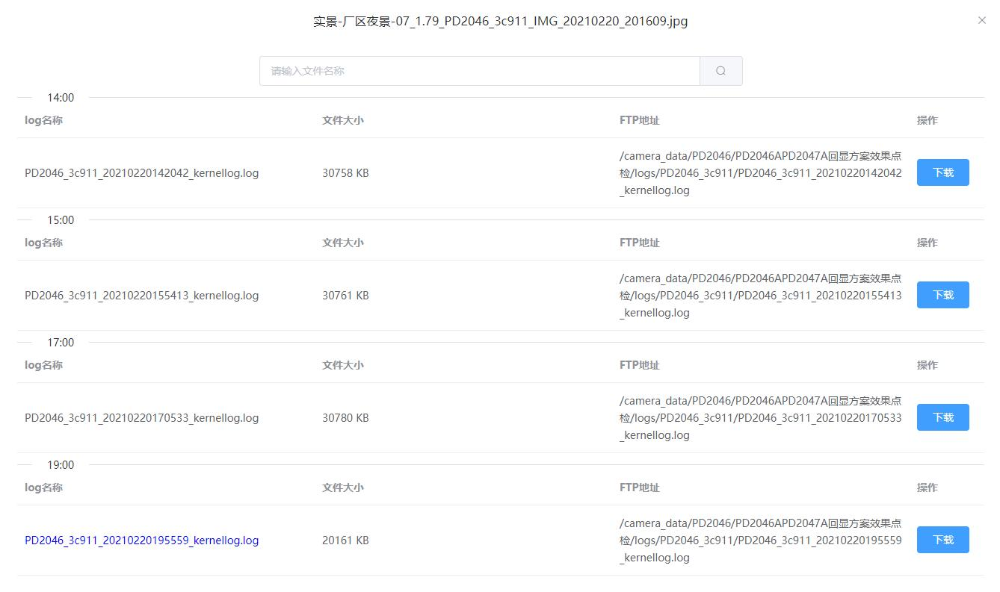 实景-厂区夜景-07_1.79_PD2046_3c911_IMG_20210220_201609.jpg
请输入文件名称
14:00
log名称 文件大小 FTP地址 操作
/camera_data/PD2046/PD2046APD2047A回显方案效果点
PD2046_3c911_20210220142042_kernellog.log 30758 KB 检/logs/PD2046_3c911/PD2046_3c911_20210220142042 下载
_kernellog.log
15:00
log名称 文件大小 FTP地址 操作
/camera_data/PD2046/PD2046APD2047A回显方案效果点
PD2046_3c911_20210220155413_kernellog.log 30761 KB 检/logs/PD2046_3c911/PD2046_3c911_20210220155413 下载
_kernellog.log
17:00
log名称 文件大小 FTP地址 操作
/camera_data/PD2046/PD2046APD2047A回显方案效果点
PD2046_3c911_20210220170533_kernellog.log 30780 KB 检/logs/PD2046_3c911/PD2046_3c911_20210220170533 下载
_kernellog.log
19:00
log名称 文件大小 FTP地址 操作
/camera_data/PD2046/PD2046APD2047A回显方案效果点
PD2046_3c911_20210220195559_kernellog.log 20161 KB 检/logs/PD2046_3c911/PD2046_3c911_20210220195559 下载
_kernellog.log